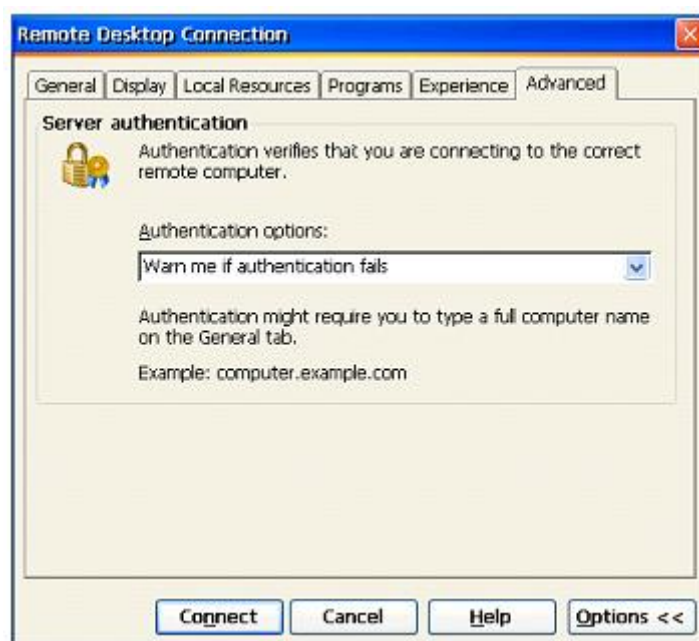 Remote Desktop Connection
General Display Local Resources Programs Experience Advanced
Server authentication
Authentication verifies that you are connecting to the correct
remote computer.
Authentication options:
Warn me if authentication fails
Authentication might require you to type a full computer name
on the General tab.
Example: computer.example.com
Connect Cancel Help Options <<